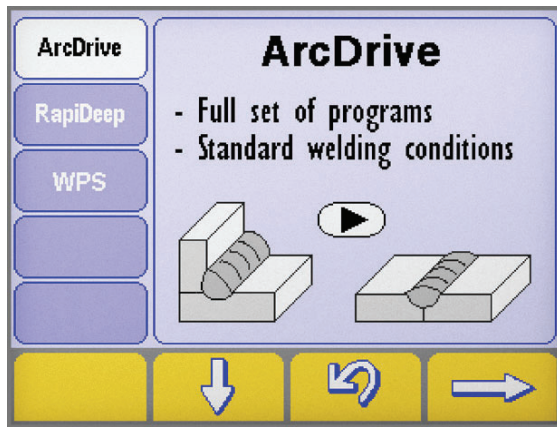 ArcDrive
RapiDeep
WPS
ArcDrive
- Full set of programs
- Standard welding conditions